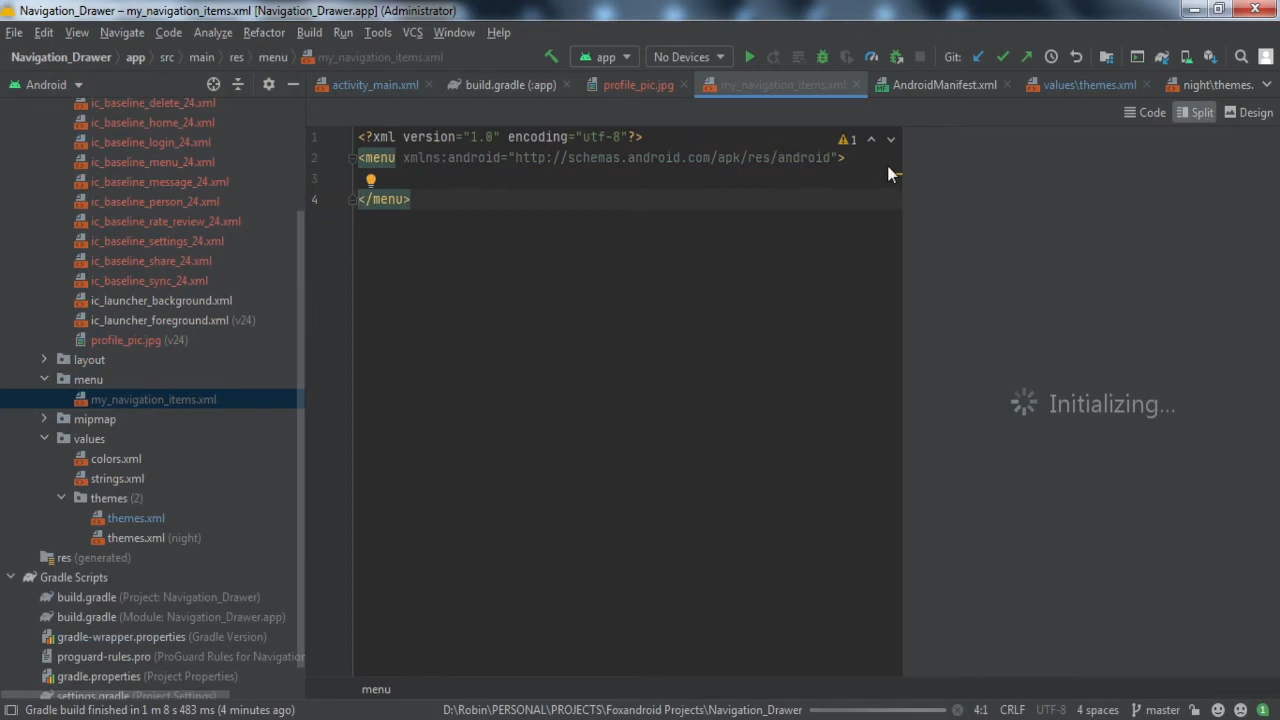 Navigation_Drawer – my_navigation_items.xml [Navigation_Drawer.app] (Administrator)
File Edit View Navigate Code Analyze Refactor Build Run Tools VCS Window Help
Navigation_Drawer app src main res menu my_navigation_items.xml app No Devices Git:
Android activity_main.xml build.gradle (:app) profile_pic.jpg my_navigation_items.xml AndroidManifest.xml values\themes.xml night\themes.
Code Split Design
ic_baseline_delete_24.xml
ic_baseline_home_24.xml
ic_baseline_login_24.xml
ic_baseline_menu_24.xml
ic_baseline_message_24.xml
ic_baseline_person_24.xml
ic_baseline_rate_review_24.xml
ic_baseline_settings_24.xml
ic_baseline_share_24.xml
ic_baseline_sync_24.xml
ic_launcher_background.xml
ic_launcher_foreground.xml (v24)
profile_pic.jpg (v24)
layout
menu
my_navigation_items.xml
mipmap
values
colors.xml
strings.xml
themes (2)
themes.xml
themes.xml (night)
res (generated)
Gradle Scripts
build.gradle (Project: Navigation_Drawer)
build.gradle (Module: Navigation_Drawer.app)
gradle-wrapper.properties (Gradle Version)
proguard-rules.pro (ProGuard Rules for Navigation
gradle.properties (Project Properties)
settings.gradle (Project Settings)
1 <?xml version="1.0" encoding="utf-8"?>
2 <menu xmlns:android="http://schemas.android.com/apk/res/android">
3
4 </menu>
1
Initializing...
menu
Gradle build finished in 1 m 8 s 483 ms (4 minutes ago) D:\Robin\PERSONAL\PROJECTS\Foxandroid Projects\Navigation_Drawer 4:1 CRLF UTF-8 4 spaces master 1